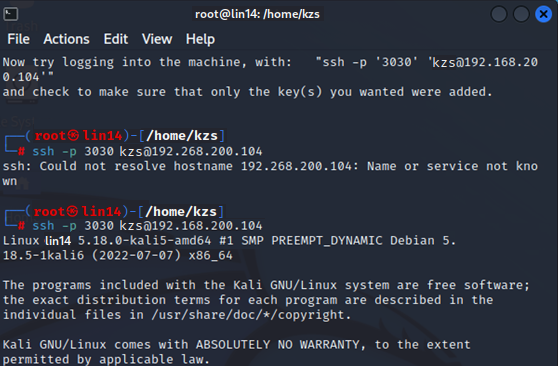 root@lin14: /home/kzs
File Actions Edit View Help
Now try logging into the machine, with: "ssh -p '3030' 'kzs@192.168.20
0.104'"
and check to make sure that only the key(s) you wanted were added.
┌──(root㉿lin14)-[/home/kzs]
└─# ssh -p 3030 kzs@192.268.200.104
ssh: Could not resolve hostname 192.268.200.104: Name or service not kno
wn
┌──(root㉿lin14)-[/home/kzs]
└─# ssh -p 3030 kzs@192.268.200.104
Linux lin14 5.18.0-kali5-amd64 #1 SMP PREEMPT_DYNAMIC Debian 5.
18.5-1kali6 (2022-07-07) x86_64
The programs included with the Kali GNU/Linux system are free software;
the exact distribution terms for each program are described in the
individual files in /usr/share/doc/*/copyright.
Kali GNU/Linux comes with ABSOLUTELY NO WARRANTY, to the extent
permitted by applicable law.